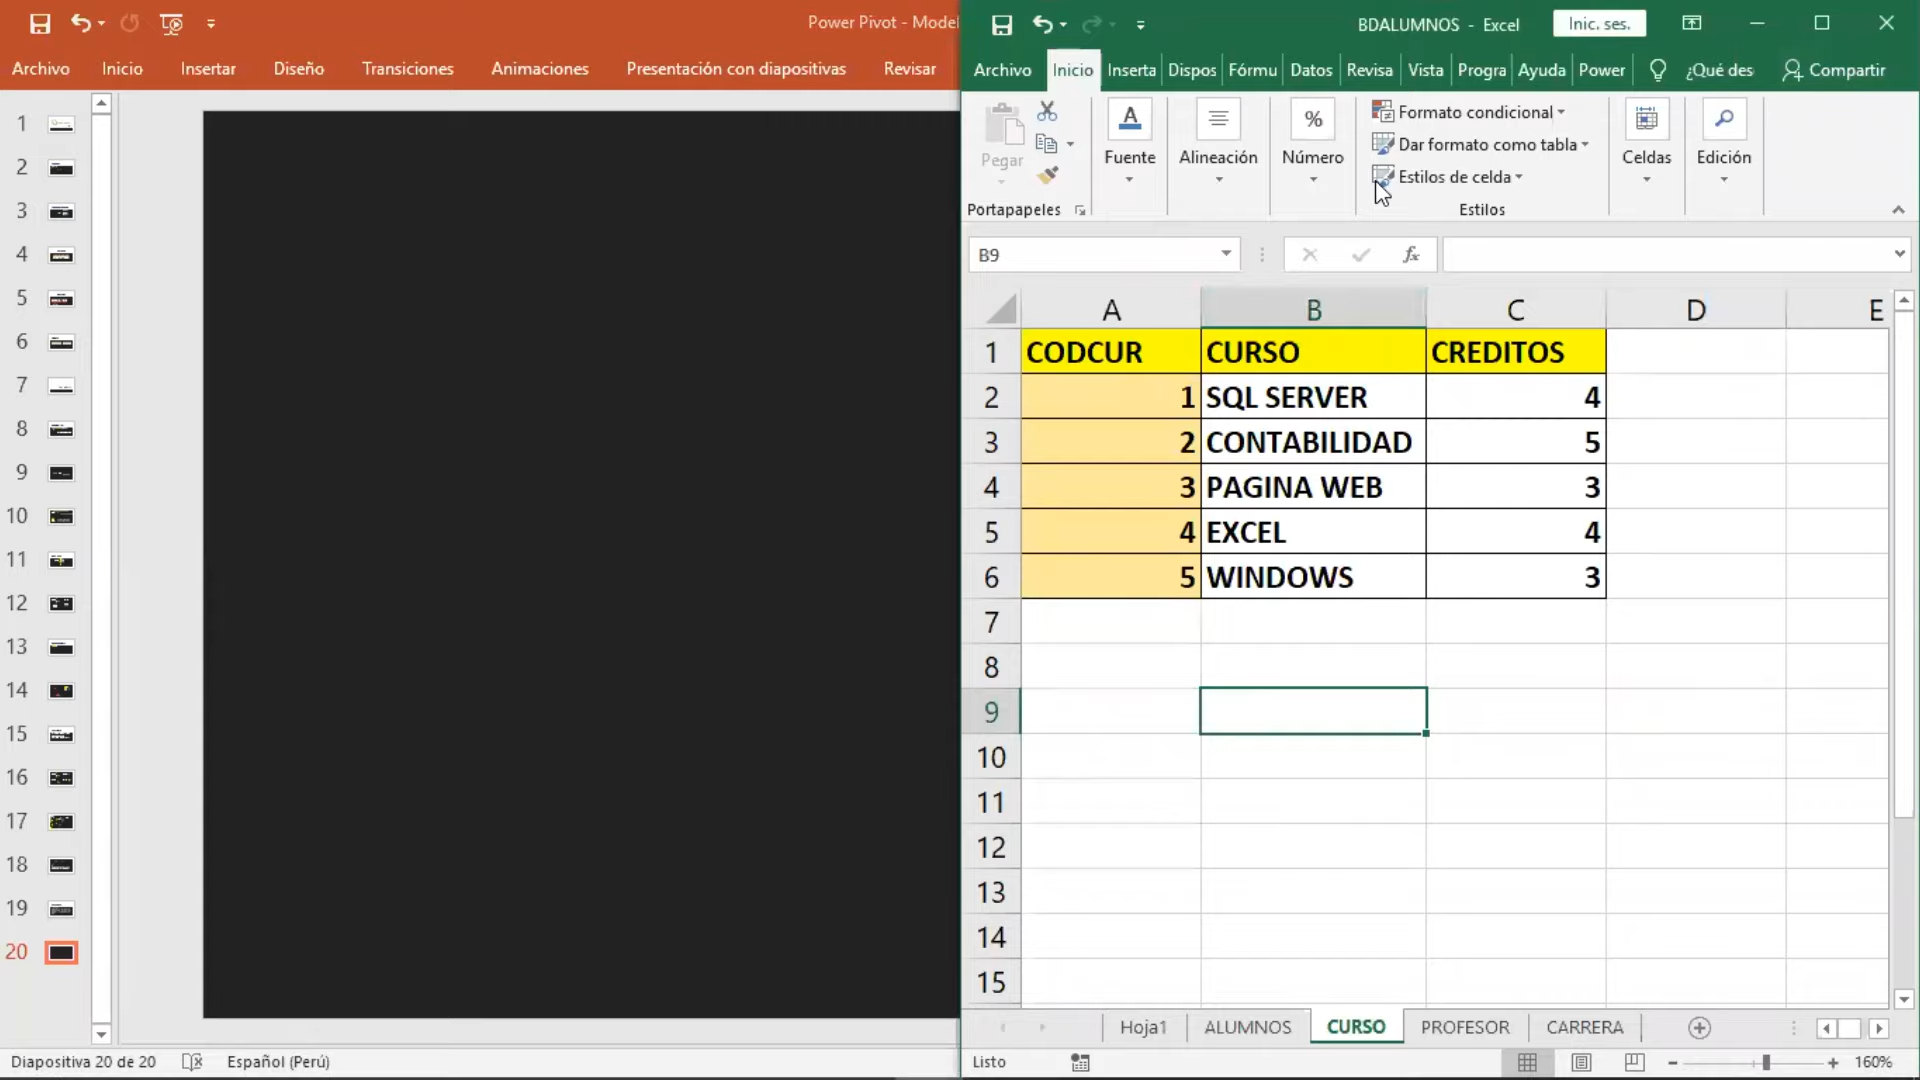 Power Pivot - Model
Archivo Inicio Insertar Diseño Transiciones Animaciones Presentación con diapositivas Revisar
1
2
3
4
5
6
7
8
9
10
11
12
13
14
15
16
17
18
19
20
Diapositiva 20 de 20 Español (Perú)
BDALUMNOS - Excel Inic. ses.
Archivo Inicio Inserta Dispos Fórmu Datos Revisa Vista Progra Ayuda Power ¿Qué des Compartir
Pegar
Portapapeles
Fuente
Alineación
Número
Formato condicional
Dar formato como tabla
Estilos de celda
Estilos
Celdas
Edición
B9 fx
A B C D E
1 CODCUR CURSO CREDITOS
2 1 SQL SERVER 4
3 2 CONTABILIDAD 5
4 3 PAGINA WEB 3
5 4 EXCEL 4
6 5 WINDOWS 3
7
8
9
10
11
12
13
14
15
Hoja1 ALUMNOS CURSO PROFESOR CARRERA
Listo 160%